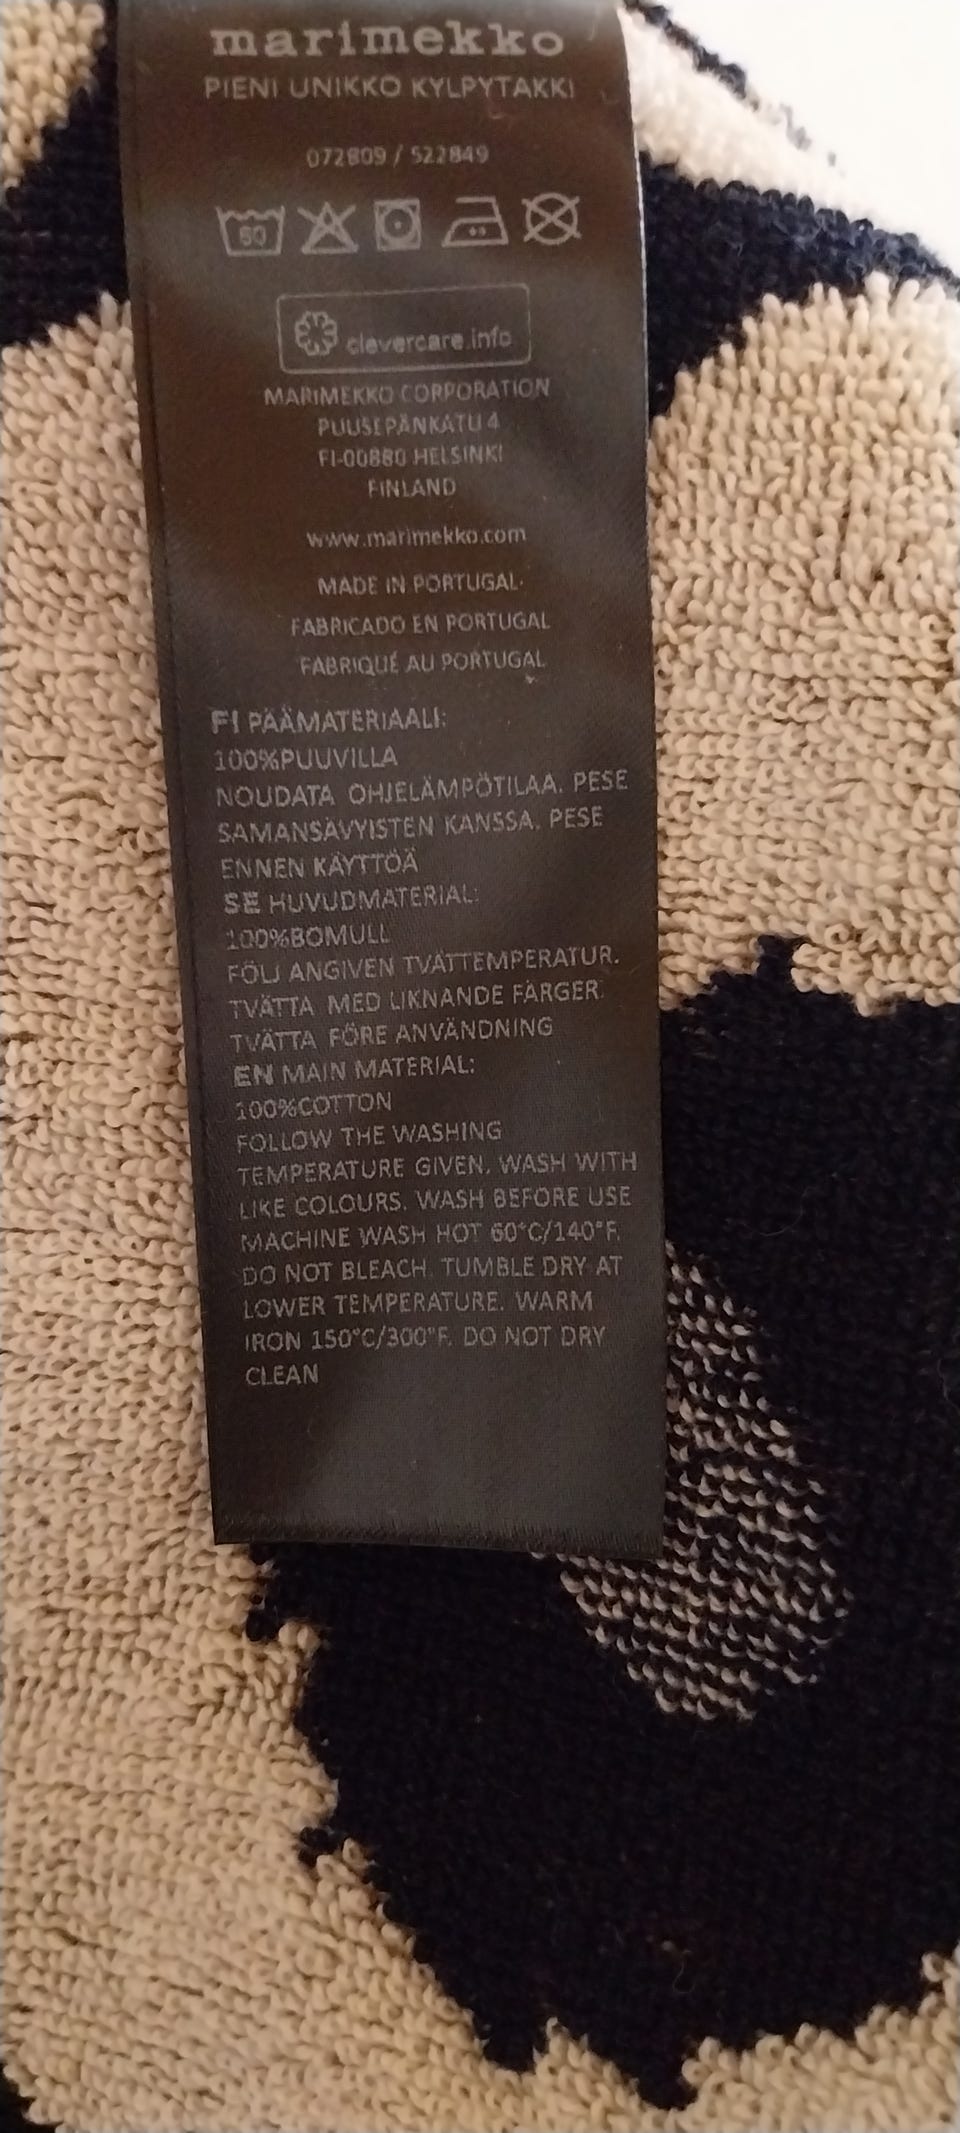 marimekko
PIENI UNIKKO KYLPYTAKKI
072809 / 522849
60
clevercare.info
MARIMEKKO CORPORATION
PUUSEPÄNKATU 4
FI-00880 HELSINKI
FINLAND
www.marimekko.com
MADE IN PORTUGAL
FABRICADO EN PORTUGAL
FABRIQUÉ AU PORTUGAL
FI PÄÄMATERIAALI:
100%PUUVILLA
NOUDATA OHJELÄMPÖTILAA. PESE
SAMANSÄVYISTEN KANSSA. PESE
ENNEN KÄYTTÖÄ
SE HUVUDMATERIAL:
100%BOMULL
FÖLJ ANGIVEN TVÄTTEMPERATUR.
TVÄTTA MED LIKNANDE FÄRGER.
TVÄTTA FÖRE ANVÄNDNING
EN MAIN MATERIAL:
100%COTTON
FOLLOW THE WASHING
TEMPERATURE GIVEN. WASH WITH
LIKE COLOURS. WASH BEFORE USE
MACHINE WASH HOT 60°C/140°F.
DO NOT BLEACH. TUMBLE DRY AT
LOWER TEMPERATURE. WARM
IRON 150°C/300°F. DO NOT DRY
CLEAN